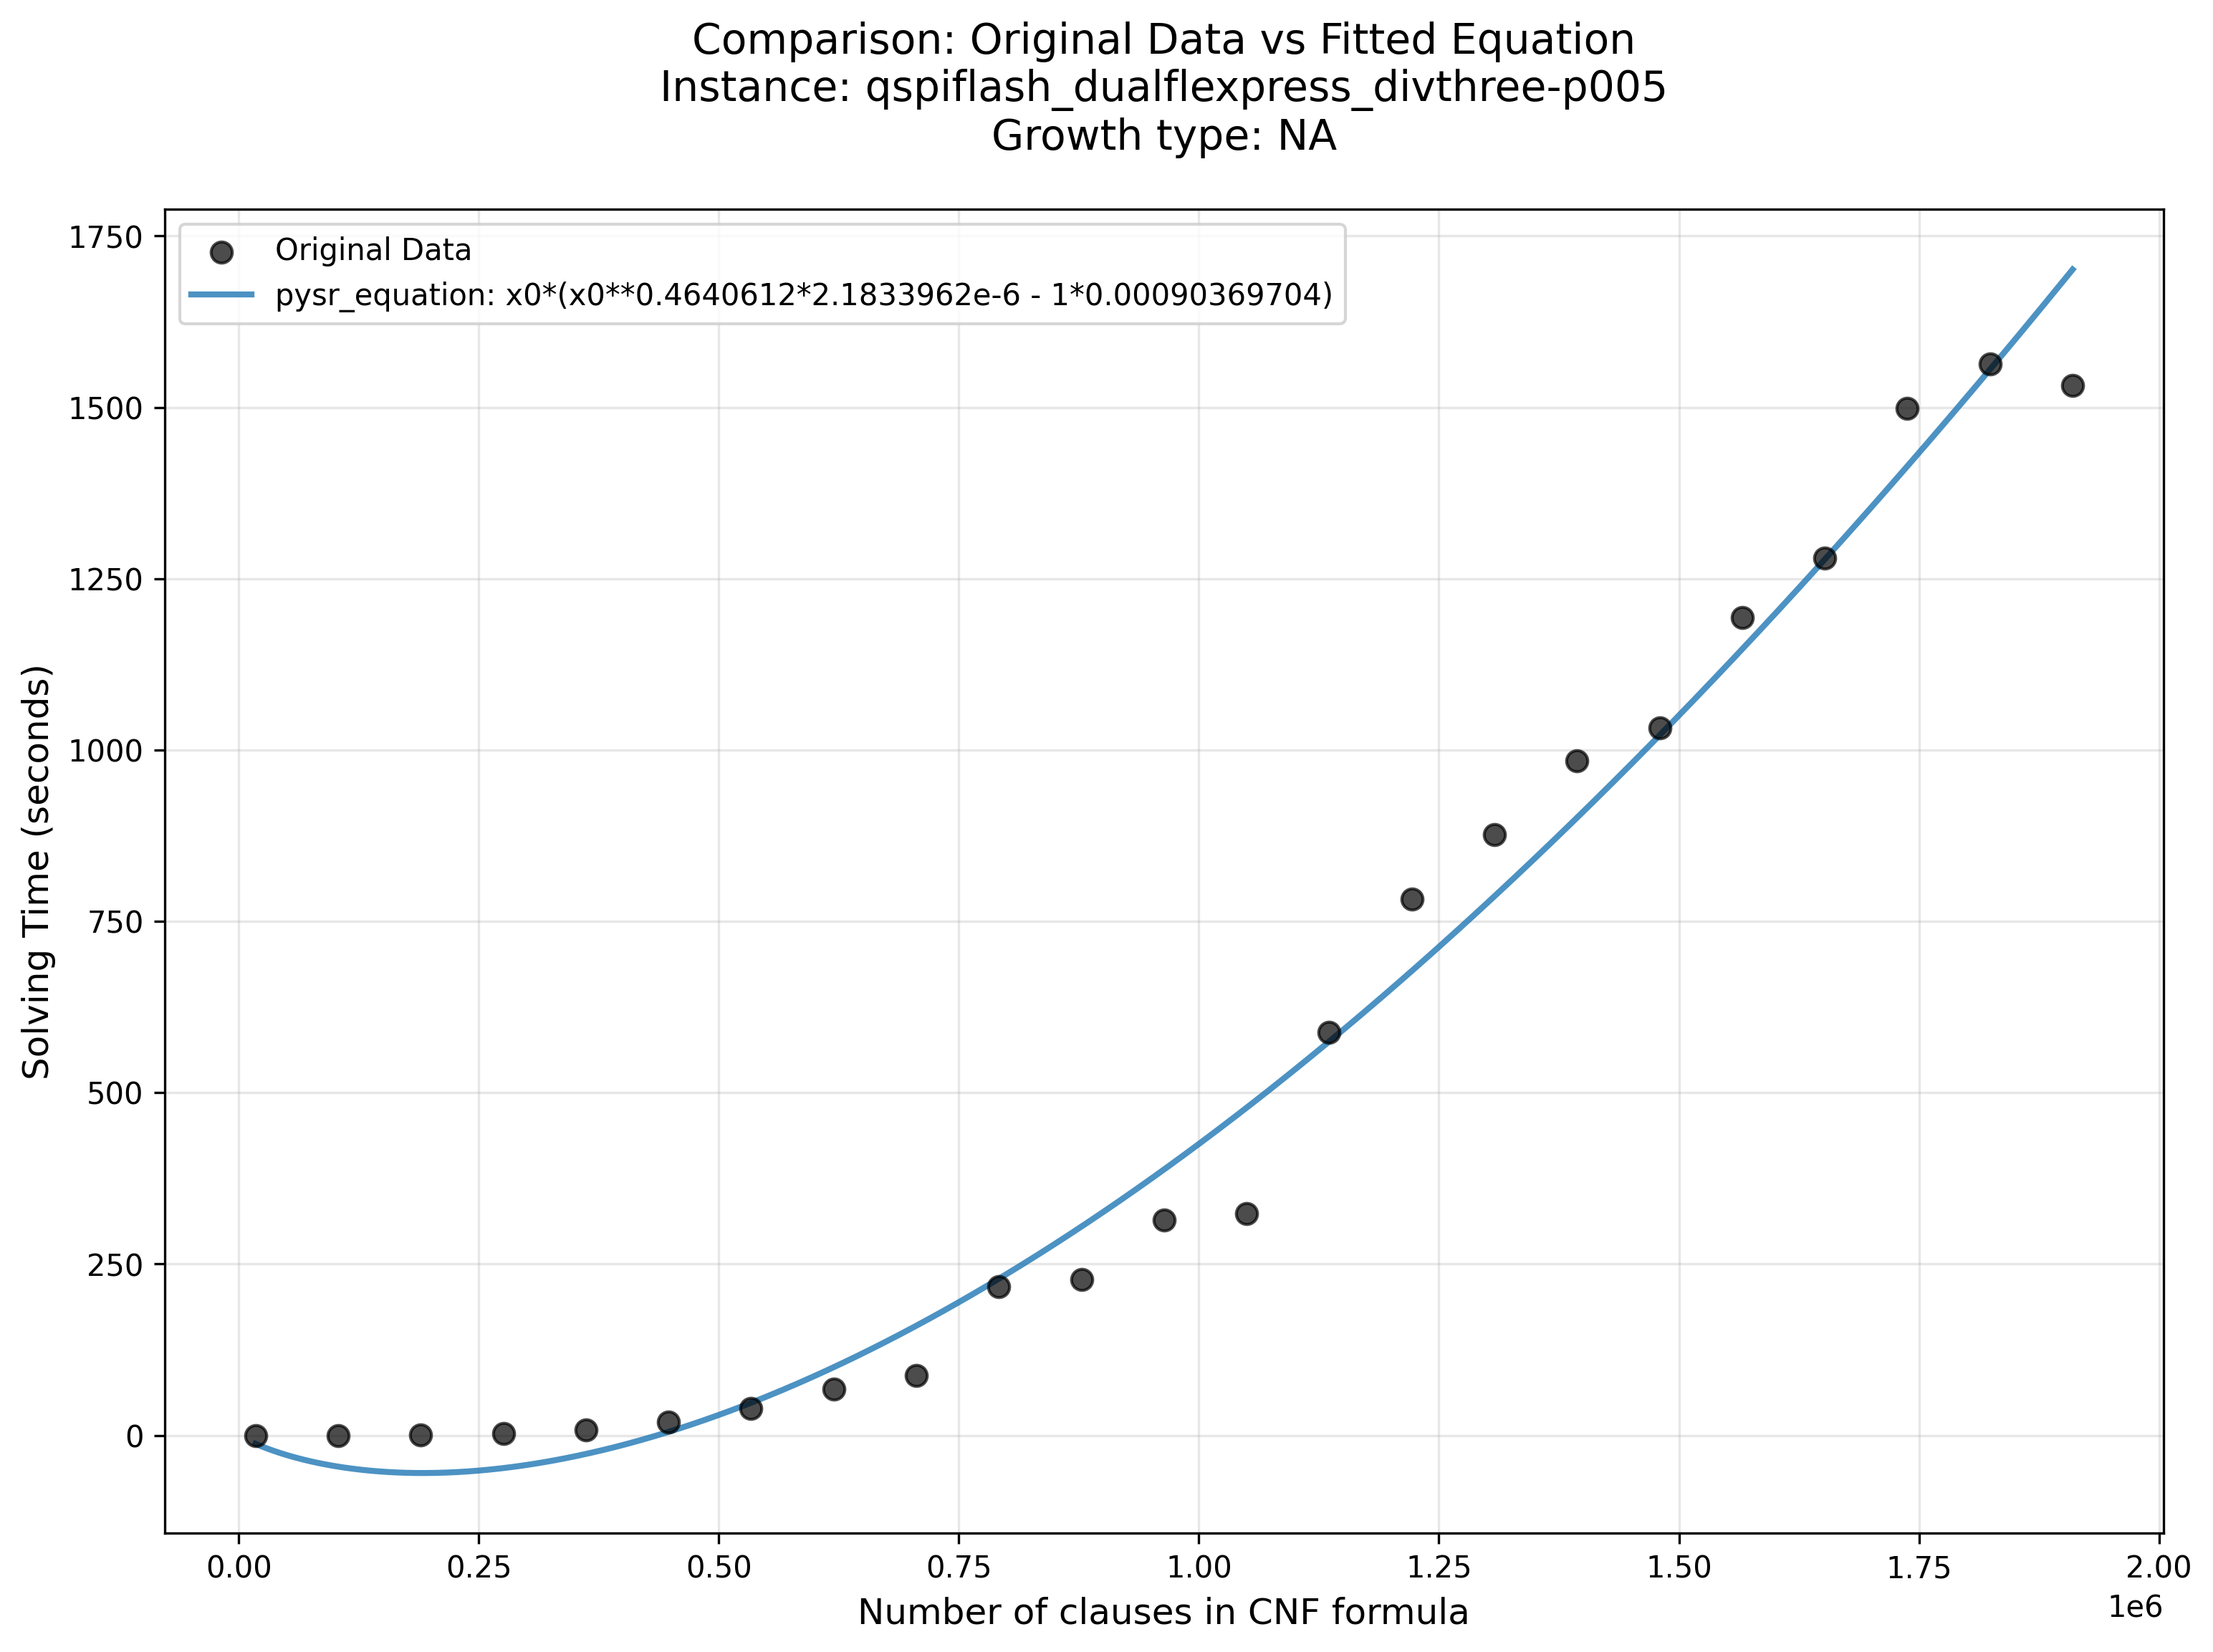 Comparison: Original Data vs Fitted Equation
Instance: qspiflash_dualflexpress_divthree-p005
Growth type: NA
Original Data
pysr_equation: x0*(x0**0.4640612*2.1833962e-6 - 1*0.00090369704)
Solving Time (seconds)
1750
1500
1250
1000
750
500
250
0
0.00 0.25 0.50 0.75 1.00 1.25 1.50 1.75 2.00
1e6
Number of clauses in CNF formula